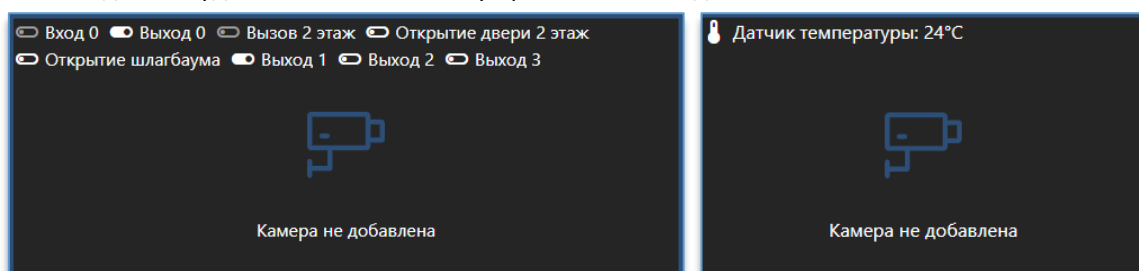 Вход 0 Выход 0 Вызов 2 этаж Открытие двери 2 этаж
Открытие шлагбаума Выход 1 Выход 2 Выход 3
Камера не добавлена
Датчик температуры: 24°C
Камера не добавлена